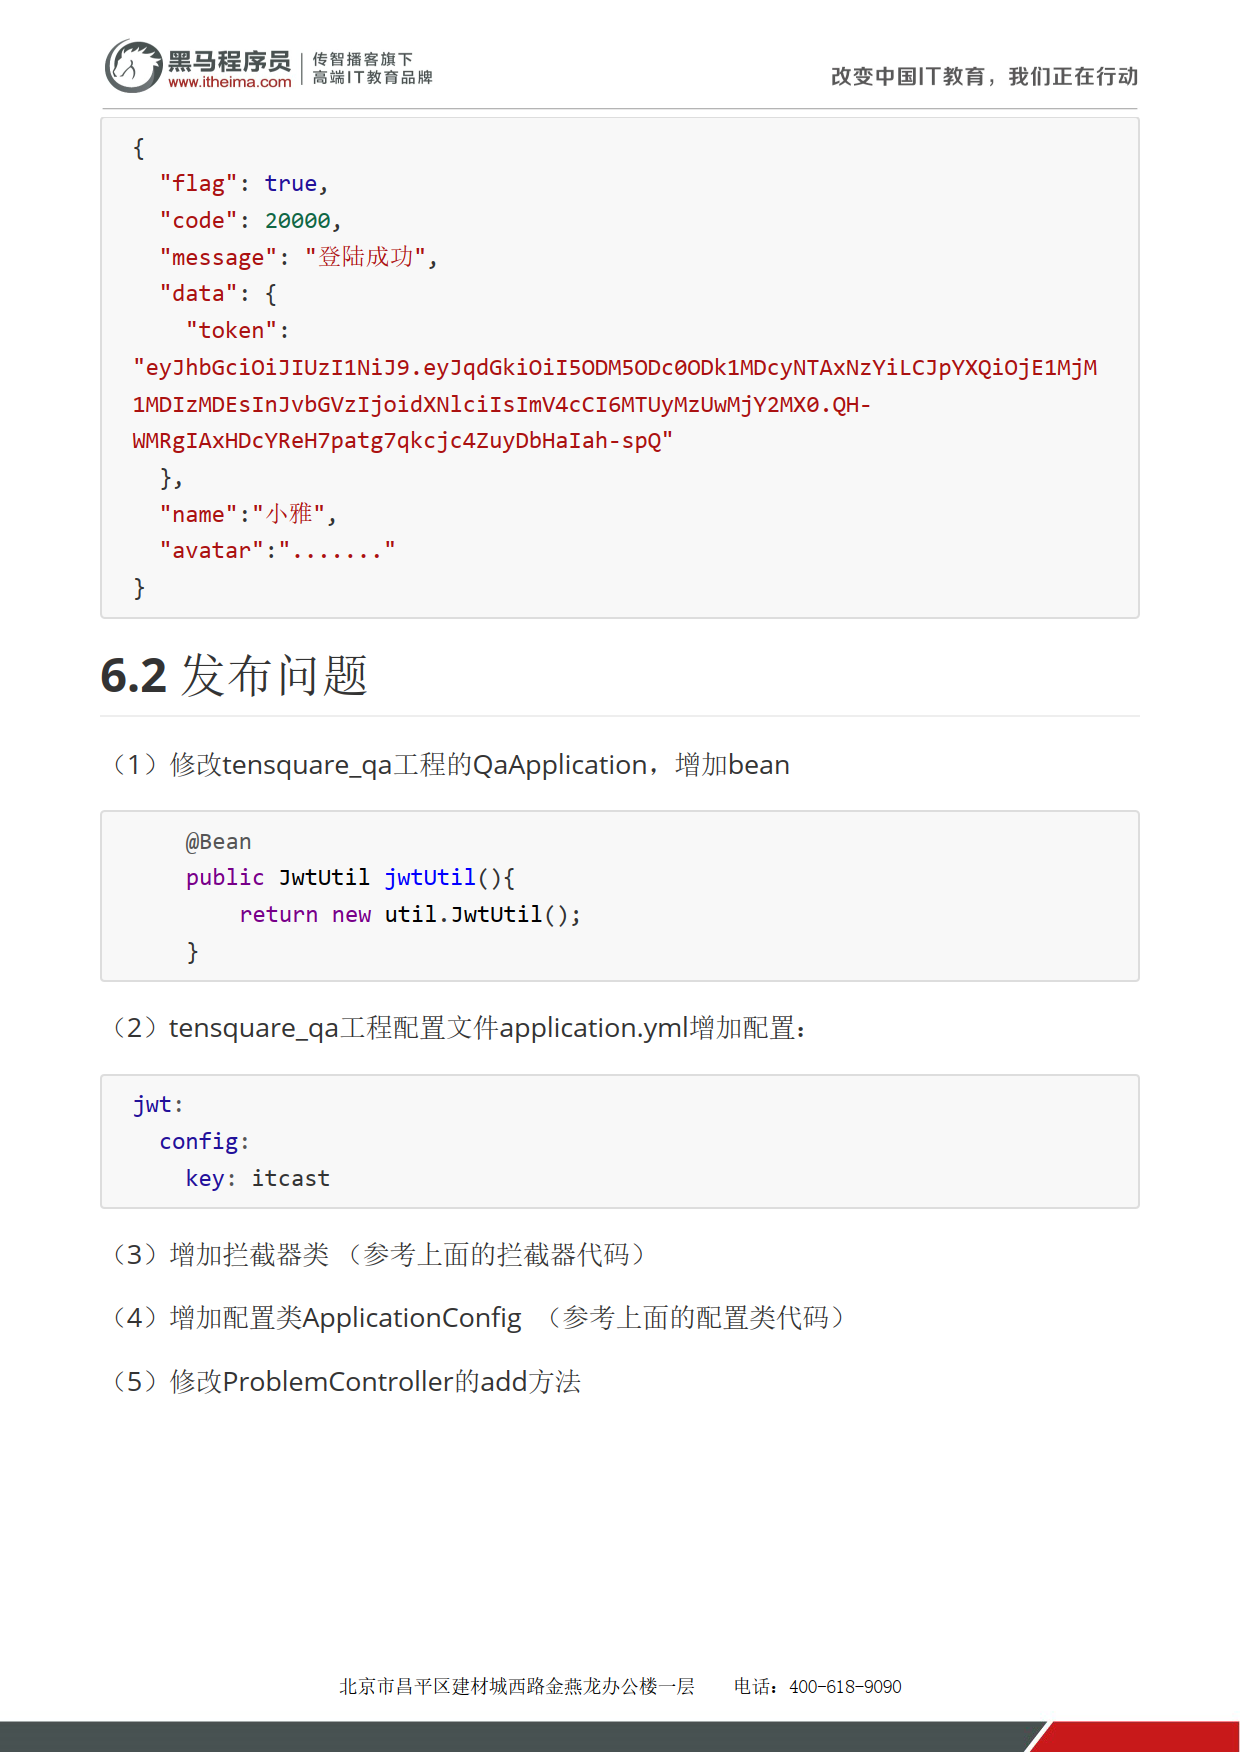 黑马程序员
www.itheima.com
传智播客旗下
高端IT教育品牌
改变中国IT教育，我们正在行动
{
  "flag": true,
  "code": 20000,
  "message": "登陆成功",
  "data": {
    "token":
"eyJhbGciOiJIUzI1NiJ9.eyJqdGkiOiI5ODM5ODc0ODk1MDcyNTAxNzYiLCJpYXQiOjE1MjM
1MDIzMDEsInJvbGVzIjoidXNlciIsImV4cCI6MTUyMzUwMjY2MX0.QH-
WMRgIAxHDcYReH7patg7qkcjc4ZuyDbHaIah-spQ"
  },
  "name":"小雅",
  "avatar":"......."
}
6.2 发布问题
（1）修改tensquare_qa工程的QaApplication，增加bean
    @Bean
    public JwtUtil jwtUtil(){
        return new util.JwtUtil();
    }
（2）tensquare_qa工程配置文件application.yml增加配置：
jwt:
  config:
    key: itcast
（3）增加拦截器类 （参考上面的拦截器代码）
（4）增加配置类ApplicationConfig （参考上面的配置类代码）
（5）修改ProblemController的add方法
北京市昌平区建材城西路金燕龙办公楼一层 电话：400-618-9090